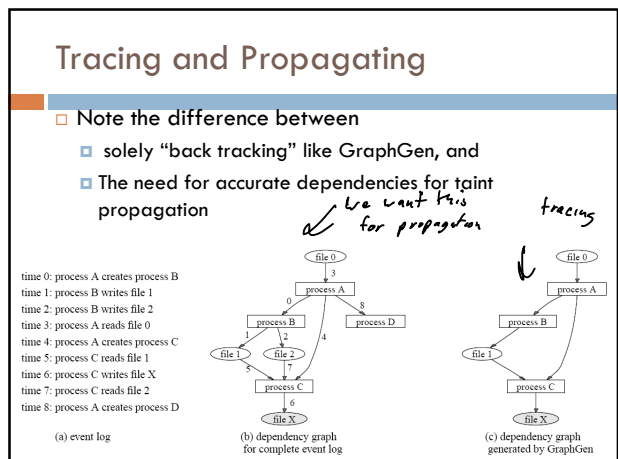 Tracing and Propagating
Note the difference between
solely “back tracking” like GraphGen, and
The need for accurate dependencies for taint
propagation
we want this
for propagation
tracing
time 0: process A creates process B
time 1: process B writes file 1
time 2: process B writes file 2
time 3: process A reads file 0
time 4: process A creates process C
time 5: process C reads file 1
time 6: process C writes file X
time 7: process C reads file 2
time 8: process A creates process D
(a) event log
file 0
3
process A
0
8
process B
process D
1
2
4
file 1
file 2
5
7
process C
6
file X
(b) dependency graph
for complete event log
file 0
process A
process B
file 1
process C
file X
(c) dependency graph
generated by GraphGen